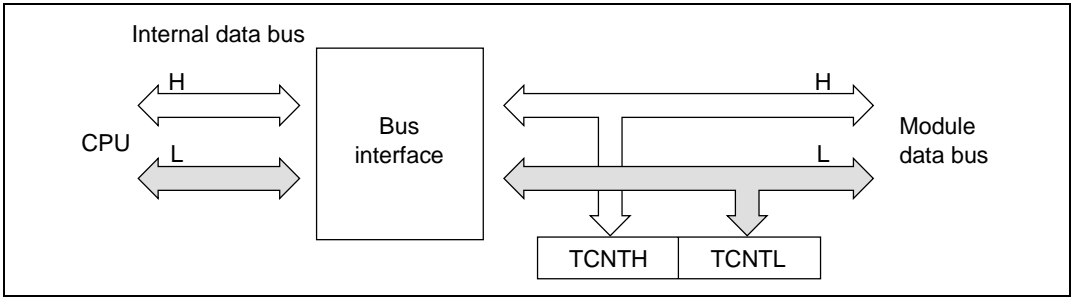 Internal data bus
H
H
CPU
Bus
interface
Module
data bus
L
L
TCNTH
TCNTL